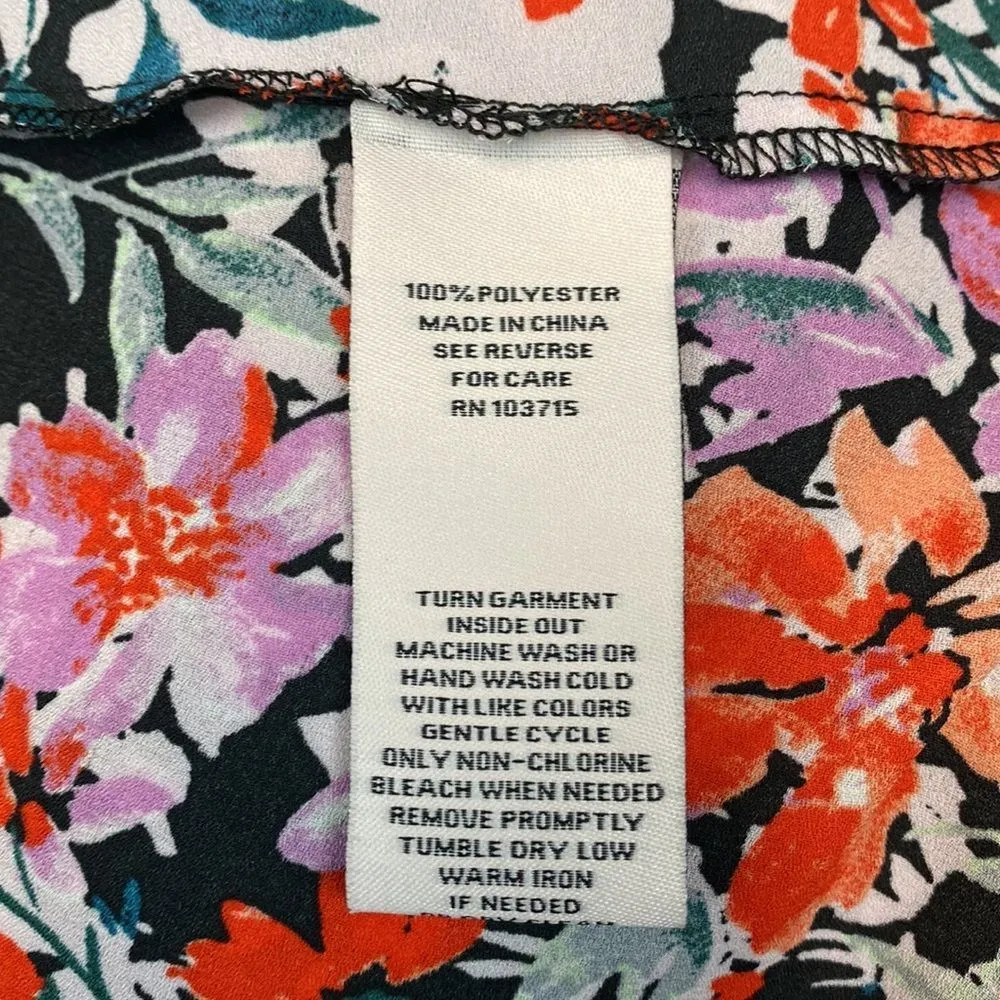 100% POLYESTER
MADE IN CHINA
SEE REVERSE
FOR CARE
RN 103715
TURN GARMENT
INSIDE OUT
MACHINE WASH OR
HAND WASH COLD
WITH LIKE COLORS
GENTLE CYCLE
ONLY NON-CHLORINE
BLEACH WHEN NEEDED
REMOVE PROMPTLY
TUMBLE DRY LOW
WARM IRON
IF NEEDED